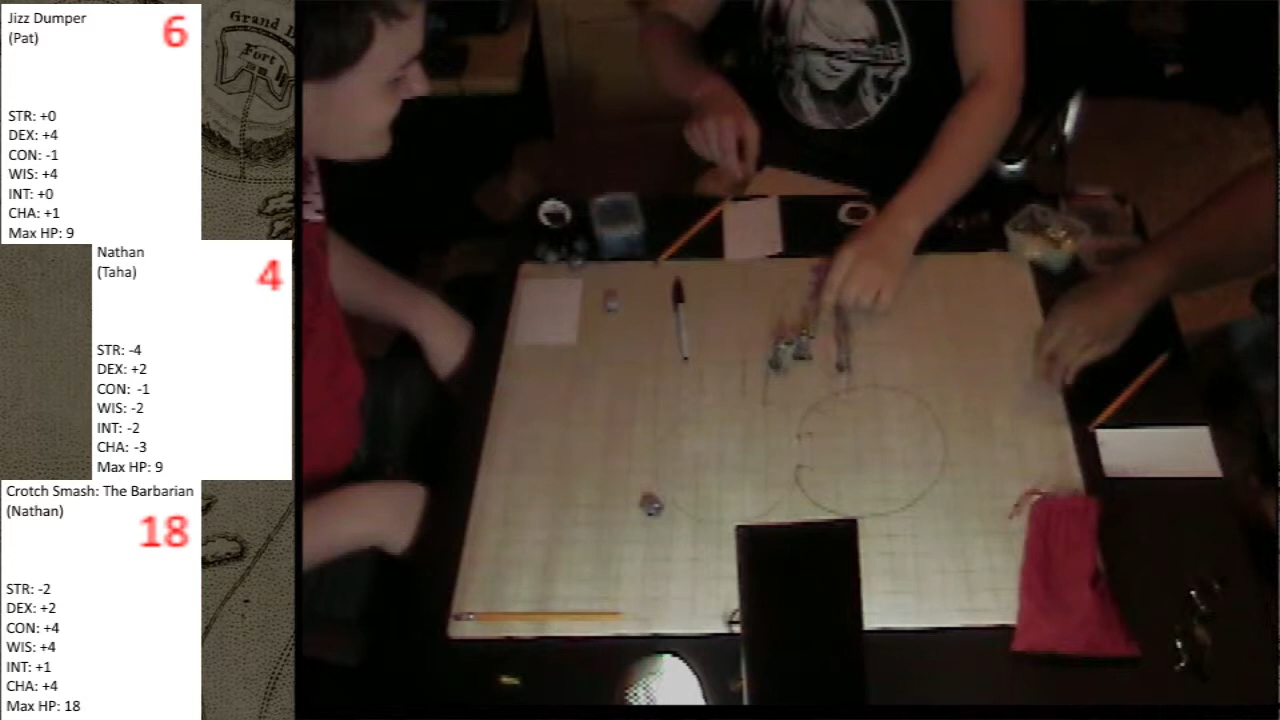 Jizz Dumper
(Pat)
6
STR: +0
DEX: +4
CON: -1
WIS: +4
INT: +0
CHA: +1
Max HP: 9
Grand
Fort
Nathan
(Taha)
4
STR: -4
DEX: +2
CON: -1
WIS: -2
INT: -2
CHA: -3
Max HP: 9
Crotch Smash: The Barbarian
(Nathan)
18
STR: -2
DEX: +2
CON: +4
WIS: +4
INT: +1
CHA: +4
Max HP: 18